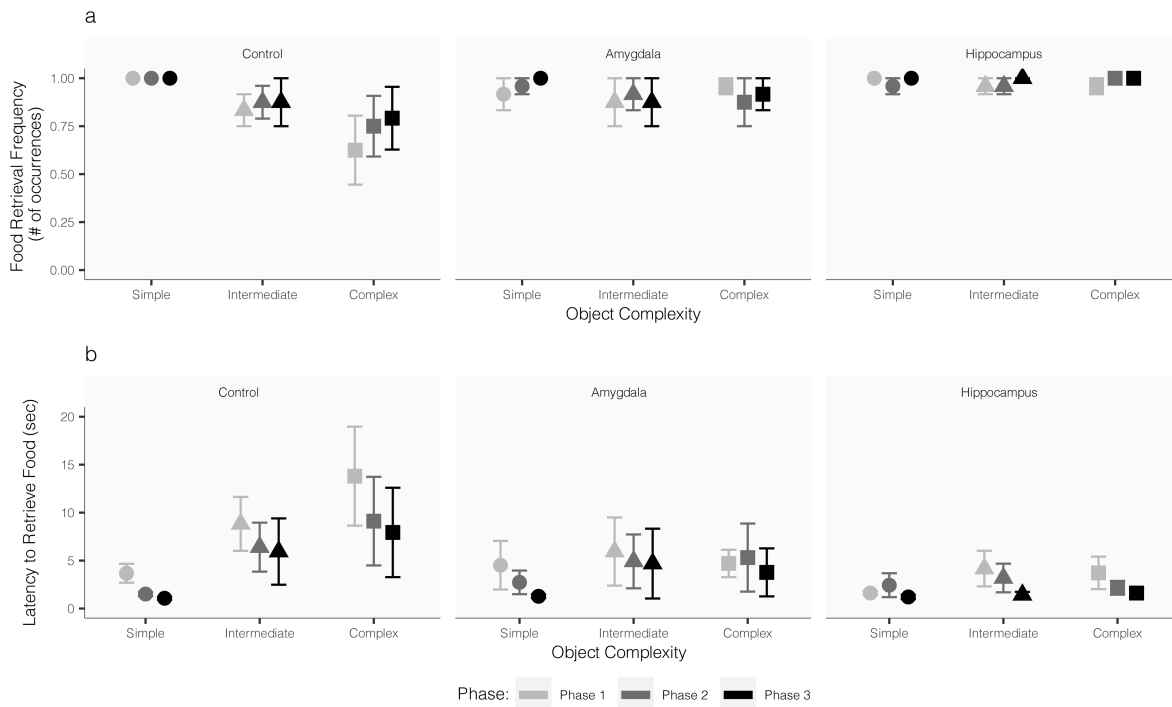 a
Control Amygdala Hippocampus
1.00
0.75
0.50
0.25
0.00
Food Retrieval Frequency
(# of occurrences)
Simple Intermediate Complex Simple Intermediate Complex Simple Intermediate Complex
Object Complexity
b
Control Amygdala Hippocampus
20
15
10
5
0
Latency to Retrieve Food (sec)
Simple Intermediate Complex Simple Intermediate Complex Simple Intermediate Complex
Object Complexity
Phase: Phase 1 Phase 2 Phase 3